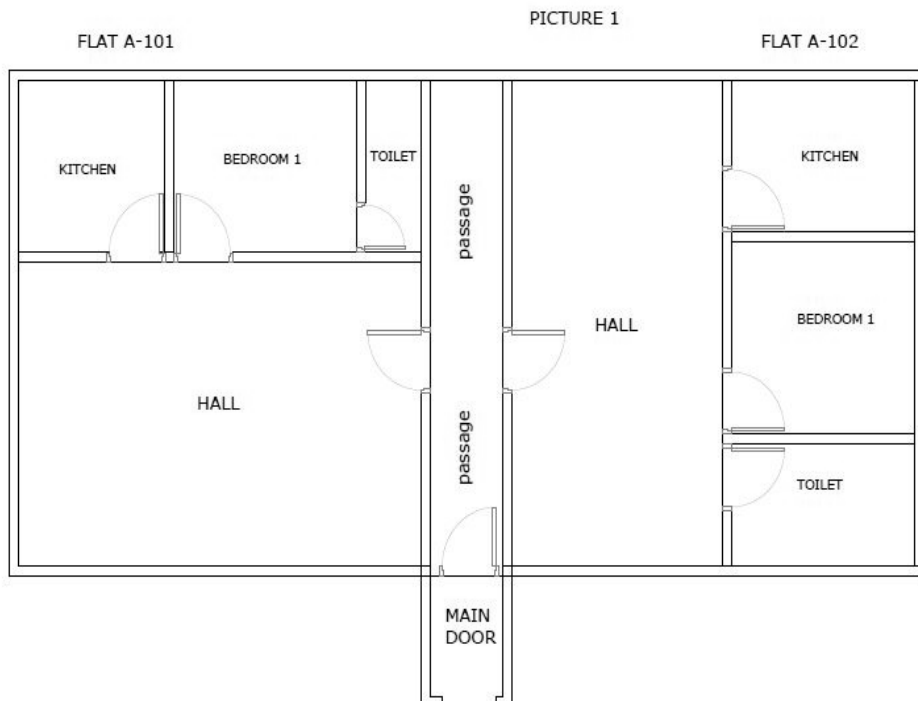 PICTURE 1
FLAT A-101
FLAT A-102
KITCHEN
BEDROOM 1
TOILET
passage
KITCHEN
HALL
BEDROOM 1
HALL
passage
TOILET
MAIN
DOOR